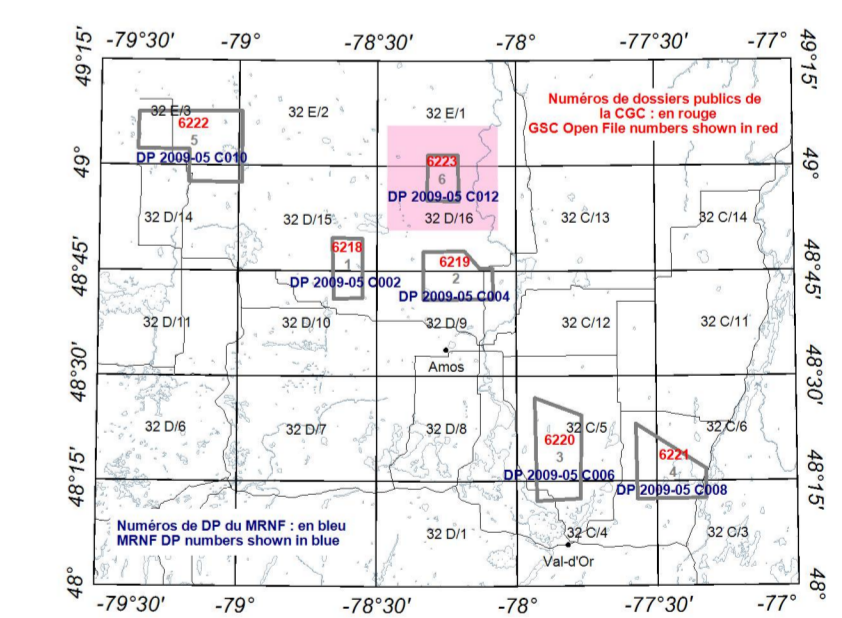 -79°30' -79° -78°30' -78° -77°30' -77°
49°15' 49°15'
Numéros de dossiers publics de
la CGC : en rouge
GSC Open File numbers shown in red
32 E/3 32 E/2 32 E/1
6222
5
DP 2009-05 C010
49° 49°
6223
6
DP 2009-05 C012
32 D/14 32 D/15 32 D/16 32 C/13 32 C/14
6218
1
DP 2009-05 C002
6219
2
DP 2009-05 C004
48°45' 48°45'
32 D/11 32 D/10 32 D/9 32 C/12 32 C/11
Amos
48°30' 48°30'
32 D/6 32 D/7 32 D/8 32 C/5 32 C/6
6220
3
DP 2009-05 C006
6221
4
DP 2009-05 C008
48°15' 48°15'
Numéros de DP du MRNF : en bleu
MRNF DP numbers shown in blue
32 D/1 32 C/4 32 C/3
Val-d'Or
48° 48°
-79°30' -79° -78°30' -78° -77°30' -77°